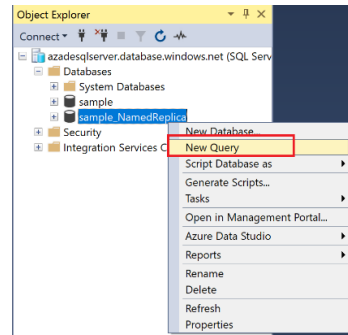 Object Explorer
Connect
azadesqlserver.database.windows.net (SQL Serv
Databases
System Databases
sample
sample_NamedReplica
Security
Integration Services C
New Database...
New Query
Script Database as
Generate Scripts...
Tasks
Open in Management Portal...
Azure Data Studio
Reports
Rename
Delete
Refresh
Properties